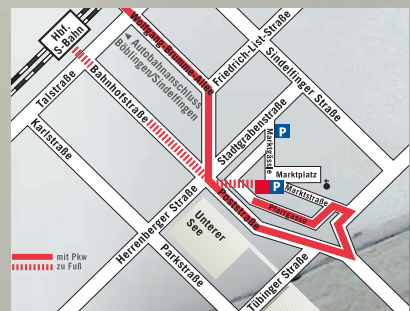 Hbf.
S-Bahn
Wolfgang-Brumme-Allee
◄ Autobahnanschluss
Böblingen/Sindelfingen
Friedrich-List-Straße
Sindelfinger Straße
Talstraße
Bahnhofstraße
Karlstraße
Stadtgrabenstraße
Marktgässle
P
Marktplatz
P
Marktstraße
Pfarrgasse
Poststraße
Herrenberger Straße
Unterer
See
Parkstraße
Tübinger Straße
mit Pkw
zu Fuß